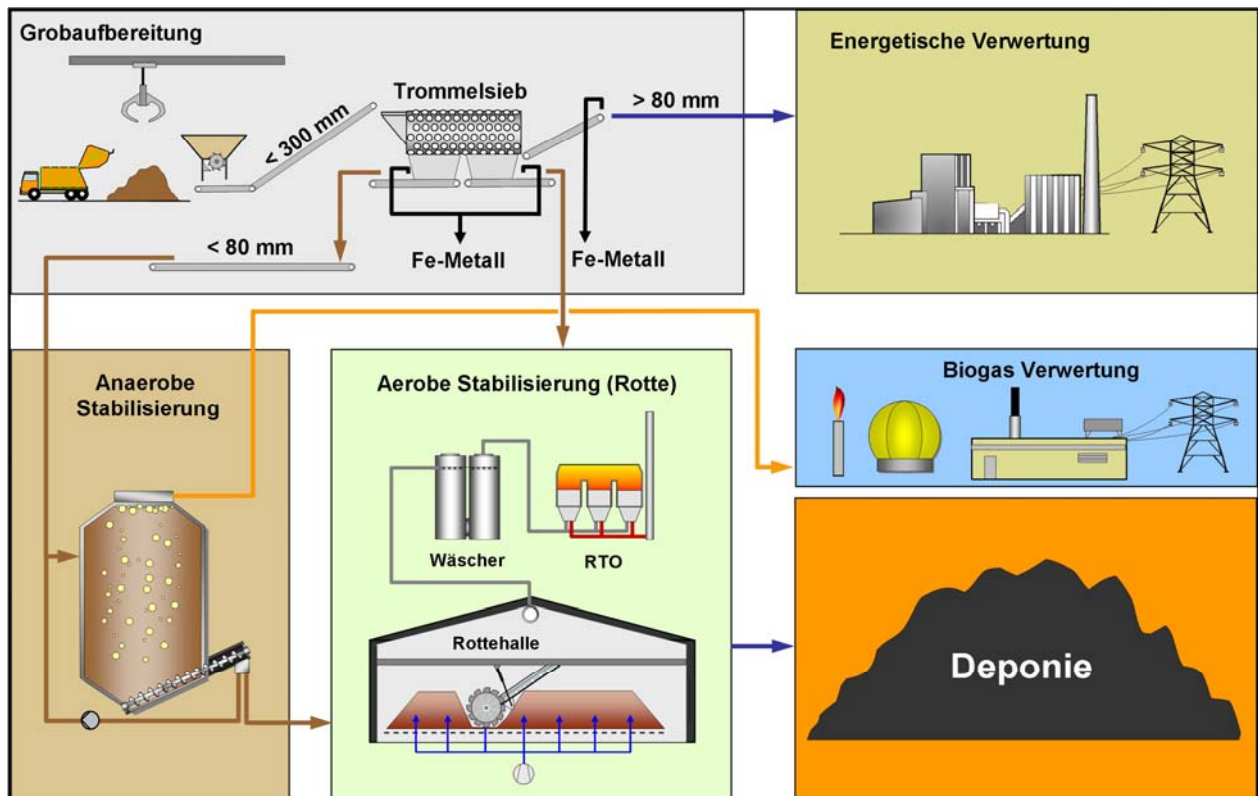 Grobaufbereitung
Trommelsieb
< 300 mm
> 80 mm
< 80 mm
Fe-Metall
Fe-Metall
Energetische Verwertung
Anaerobe
Stabilisierung
Aerobe Stabilisierung (Rotte)
Wäscher
RTO
Rottehalle
Biogas Verwertung
Deponie